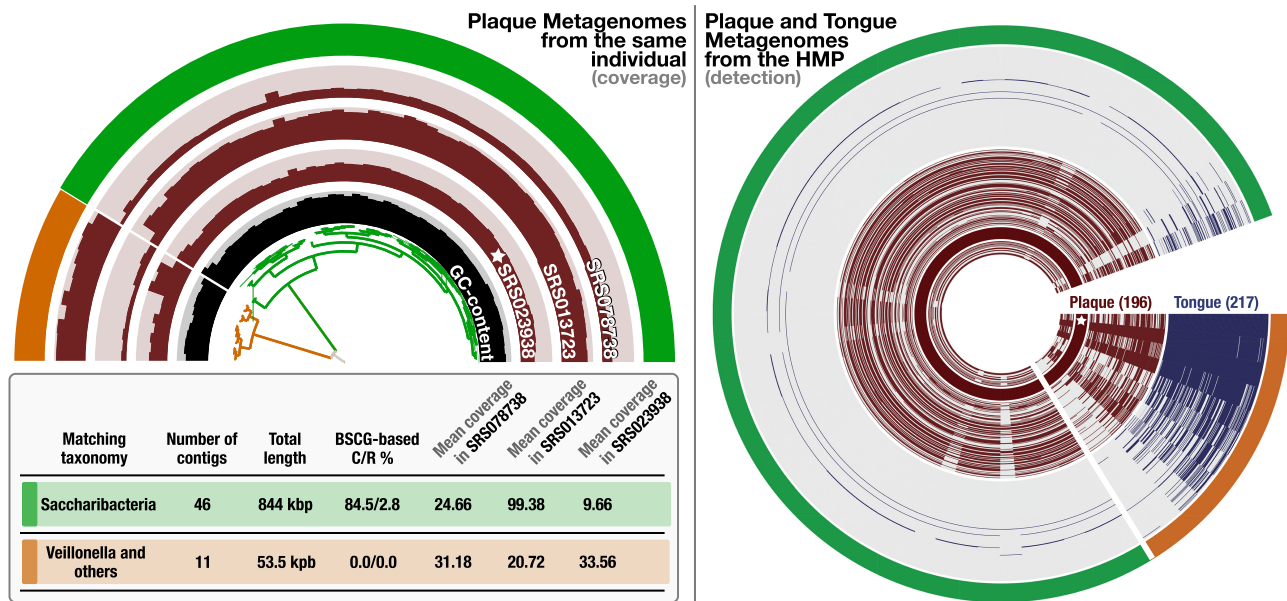 Plaque Metagenomes
from the same
individual
(coverage)
GC-content
★SRS023938
SRS013723
SRS078738
Matching
taxonomy
Number of
contigs
Total
length
BSCG-based
C/R %
Mean coverage
in SRS078738
Mean coverage
in SRS013723
Mean coverage
in SRS023938
Saccharibacteria 46 844 kbp 84.5/2.8 24.66 99.38 9.66
Veillonella and
others 11 53.5 kpb 0.0/0.0 31.18 20.72 33.56
Plaque and Tongue
Metagenomes
from the HMP
(detection)
Plaque (196) Tongue (217)